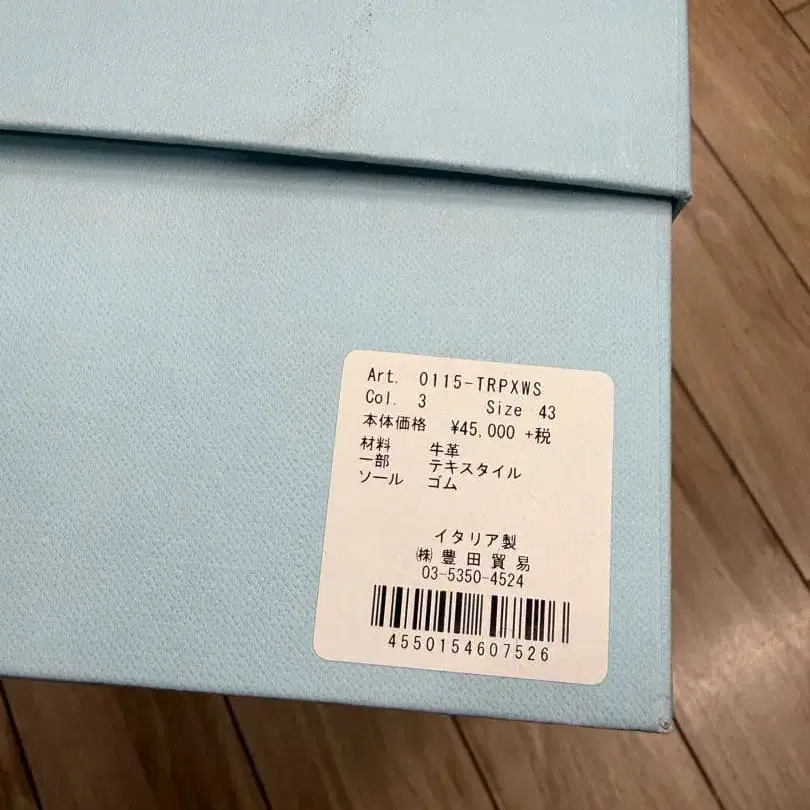 Art. 0115-TRPXWS
Col. 3 Size 43
本体価格 ¥45,000 +税
材料 牛革
一部 テキスタイル
ソール ゴム
イタリア製
㈱ 豊田貿易
03-5350-4524
4550154607526